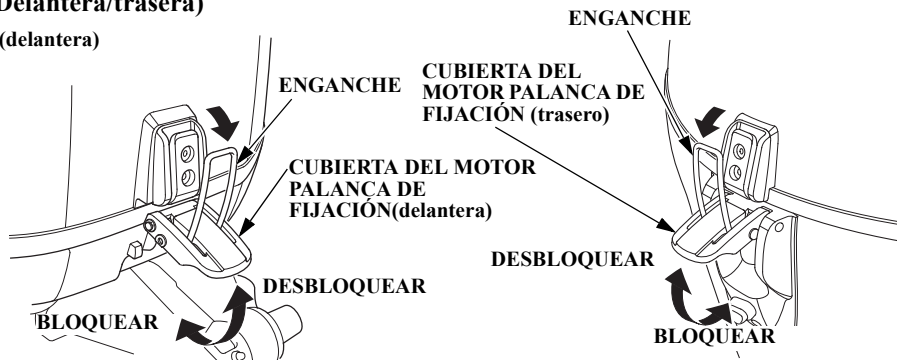 Delantera/trasera)
(delantera)
ENGANCHE
CUBIERTA DEL MOTOR
PALANCA DE
FIJACIÓN(delantera)
DESBLOQUEAR
BLOQUEAR
ENGANCHE
CUBIERTA DEL
MOTOR PALANCA DE
FIJACIÓN (trasero)
DESBLOQUEAR
BLOQUEAR